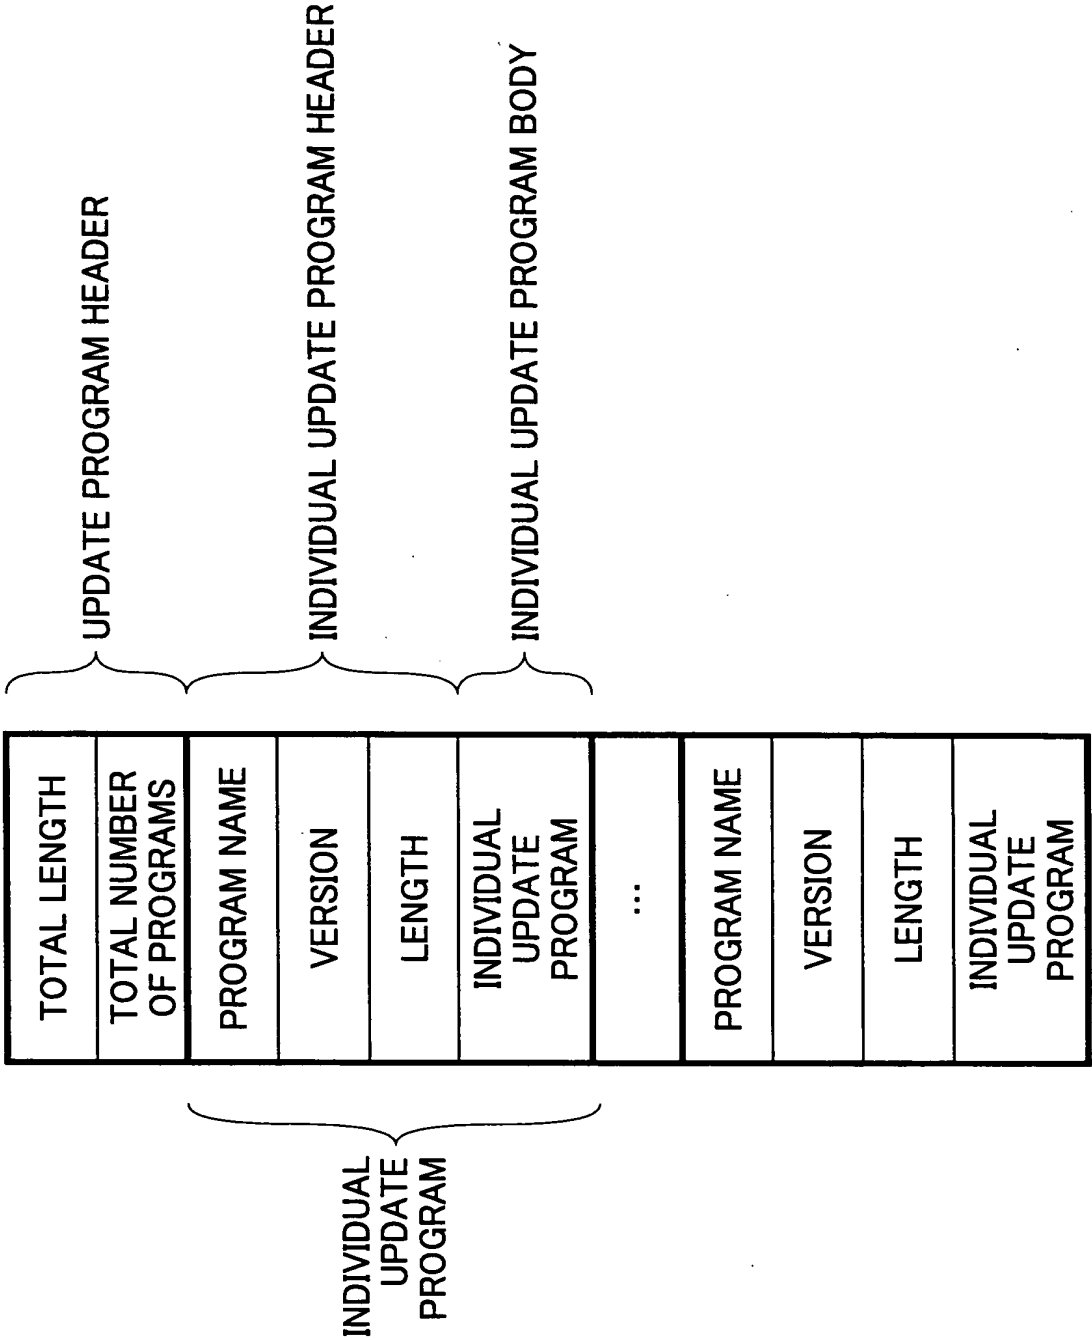 TOTAL LENGTH
TOTAL NUMBER
OF PROGRAMS
UPDATE PROGRAM HEADER
INDIVIDUAL
UPDATE
PROGRAM
PROGRAM NAME
VERSION
LENGTH
INDIVIDUAL UPDATE PROGRAM HEADER
INDIVIDUAL
UPDATE
PROGRAM
INDIVIDUAL UPDATE PROGRAM BODY
...
PROGRAM NAME
VERSION
LENGTH
INDIVIDUAL
UPDATE
PROGRAM